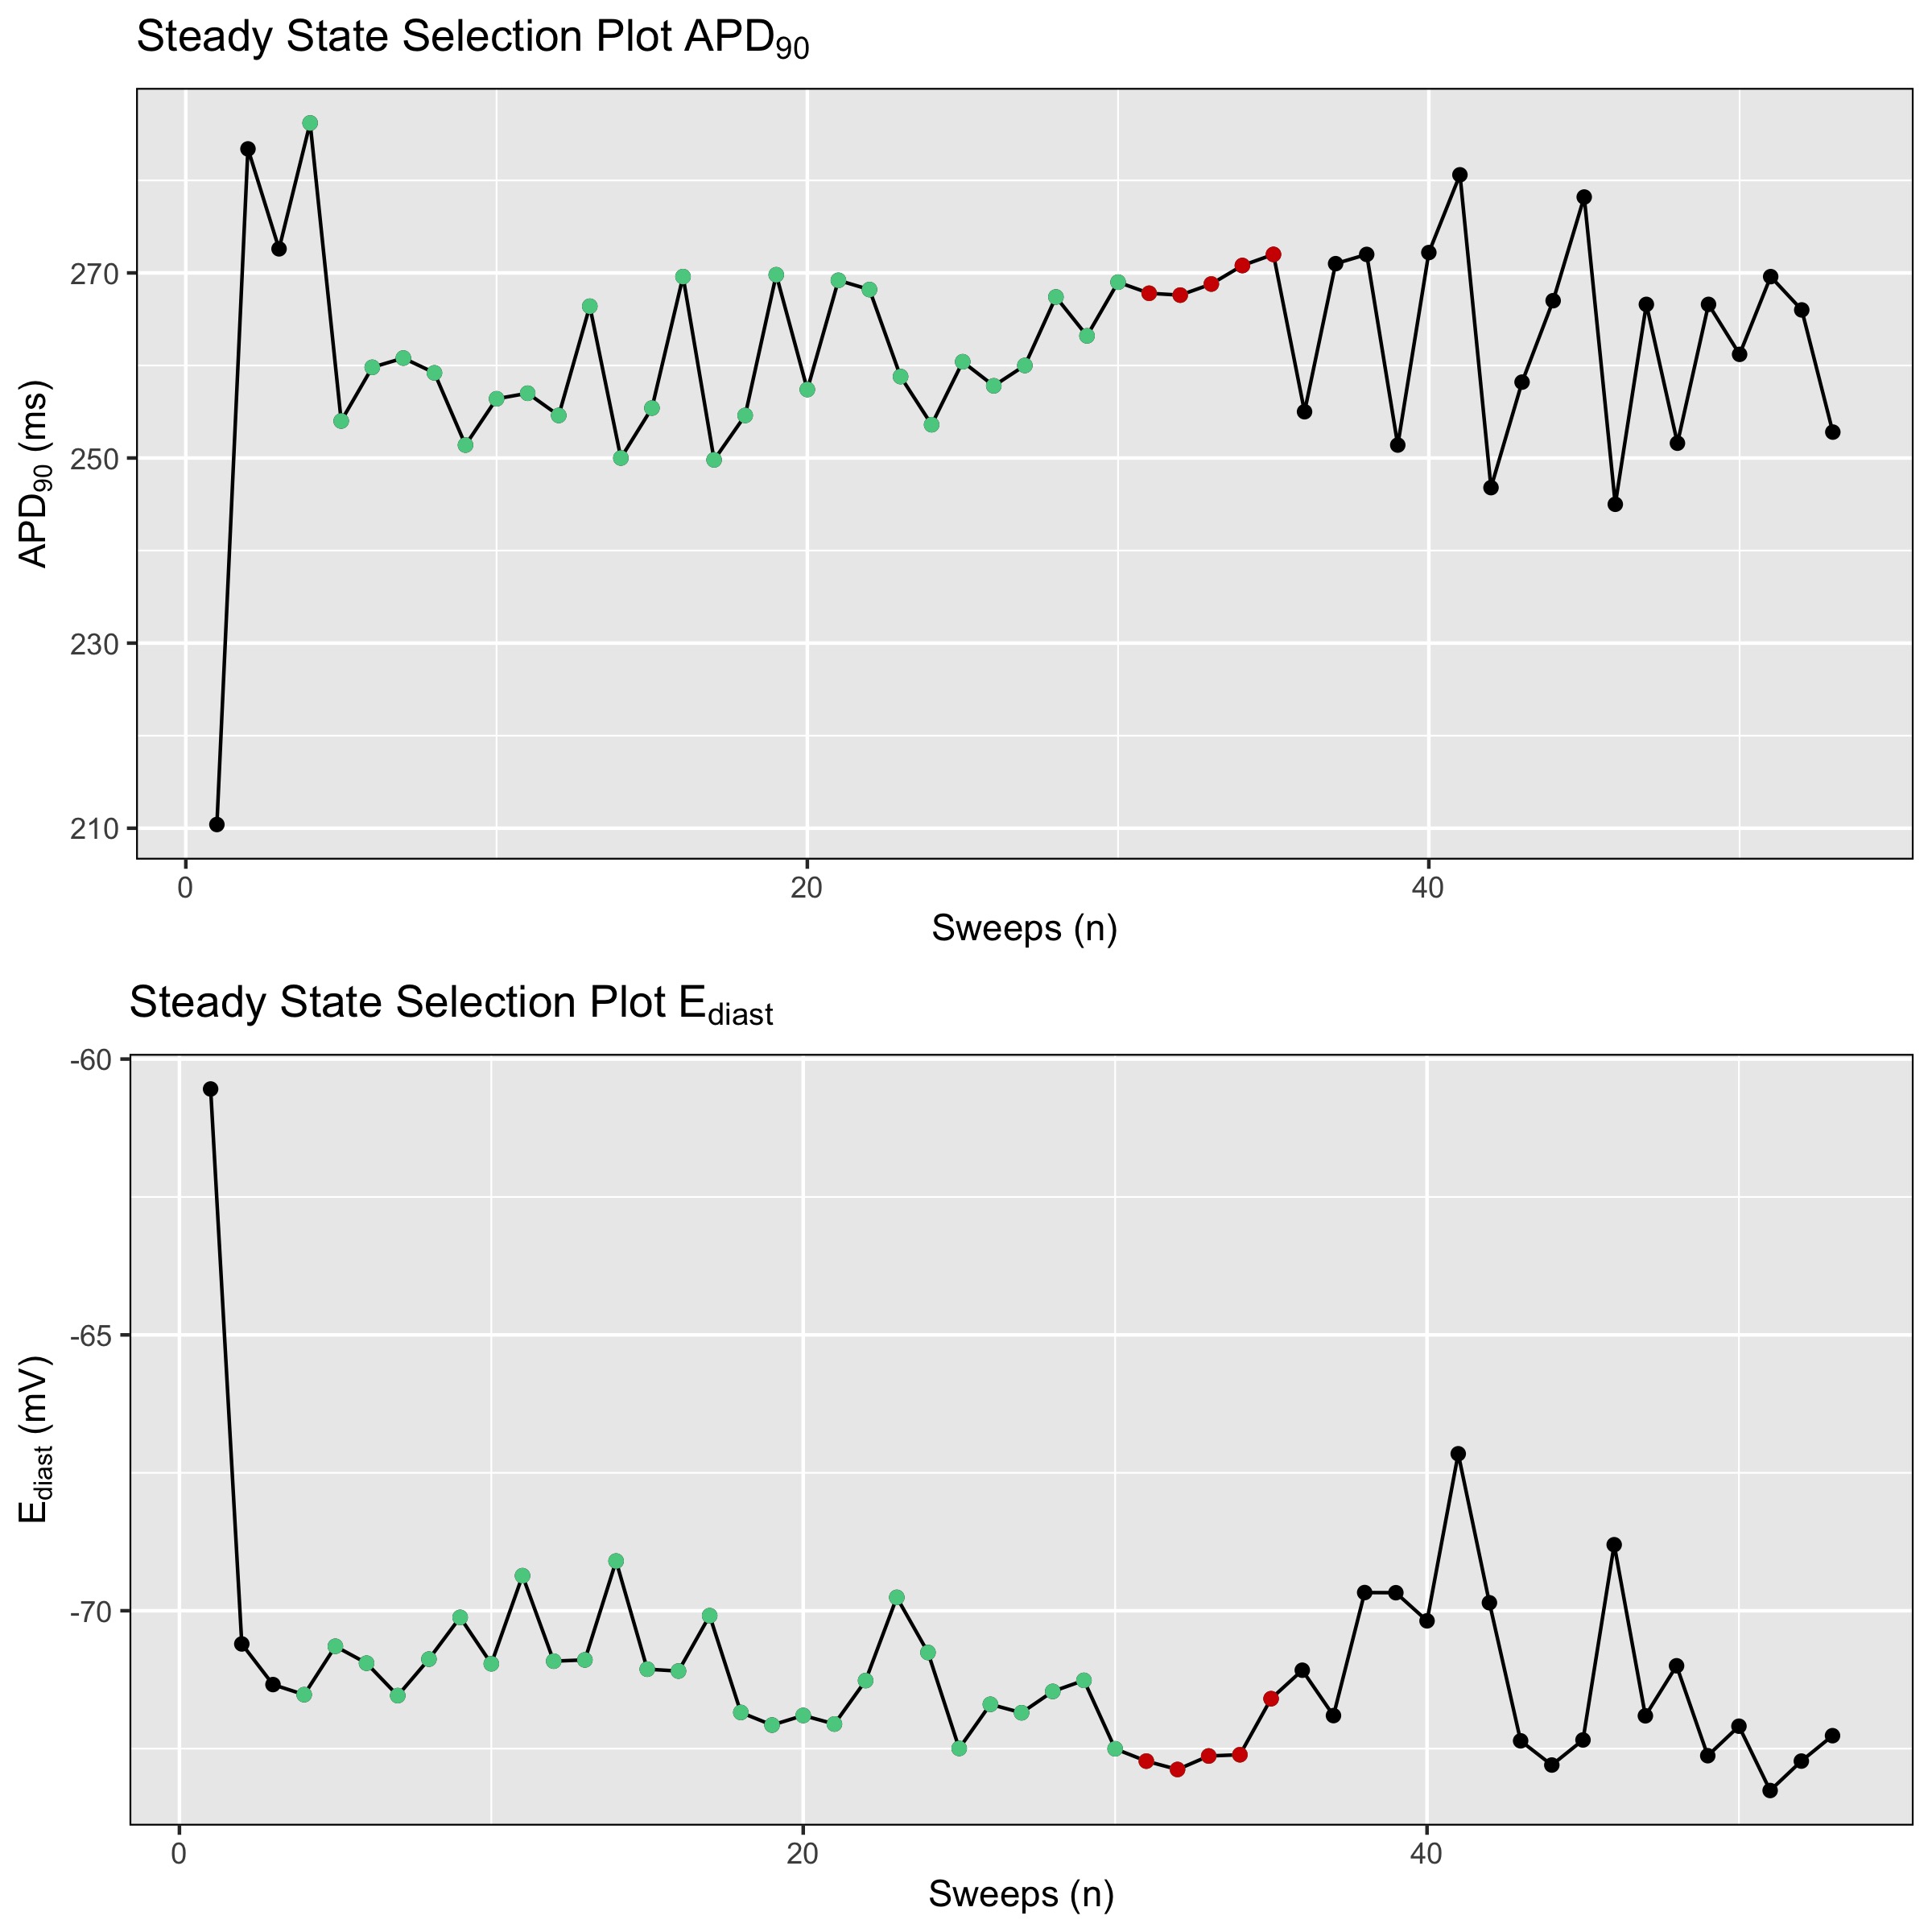 Steady State Selection Plot APD90
270
250
230
210
APD90 (ms)
0 20 40
Sweeps (n)
Steady State Selection Plot Ediast
-60
-65
-70
Ediast (mV)
0 20 40
Sweeps (n)